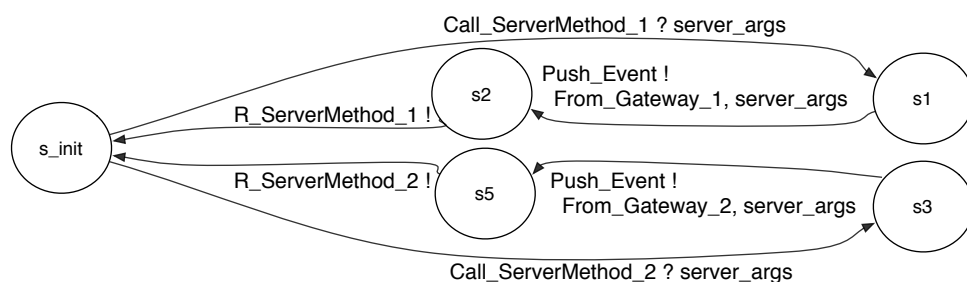 Call_ServerMethod_1 ? server_args
s2
Push_Event !
From_Gateway_1, server_args
s1
R_ServerMethod_1 !
s_init
R_ServerMethod_2 !
s5
Push_Event !
From_Gateway_2, server_args
s3
Call_ServerMethod_2 ? server_args